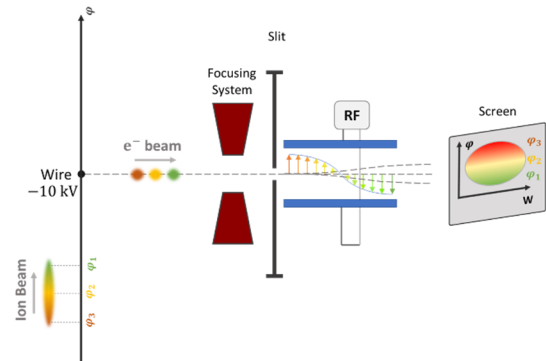 φ
Slit
Focusing
System
RF
Screen
e⁻ beam
φ
φ₃
φ₂
φ₁
W
Wire
−10 kV
Ion Beam
φ₁
φ₂
φ₃